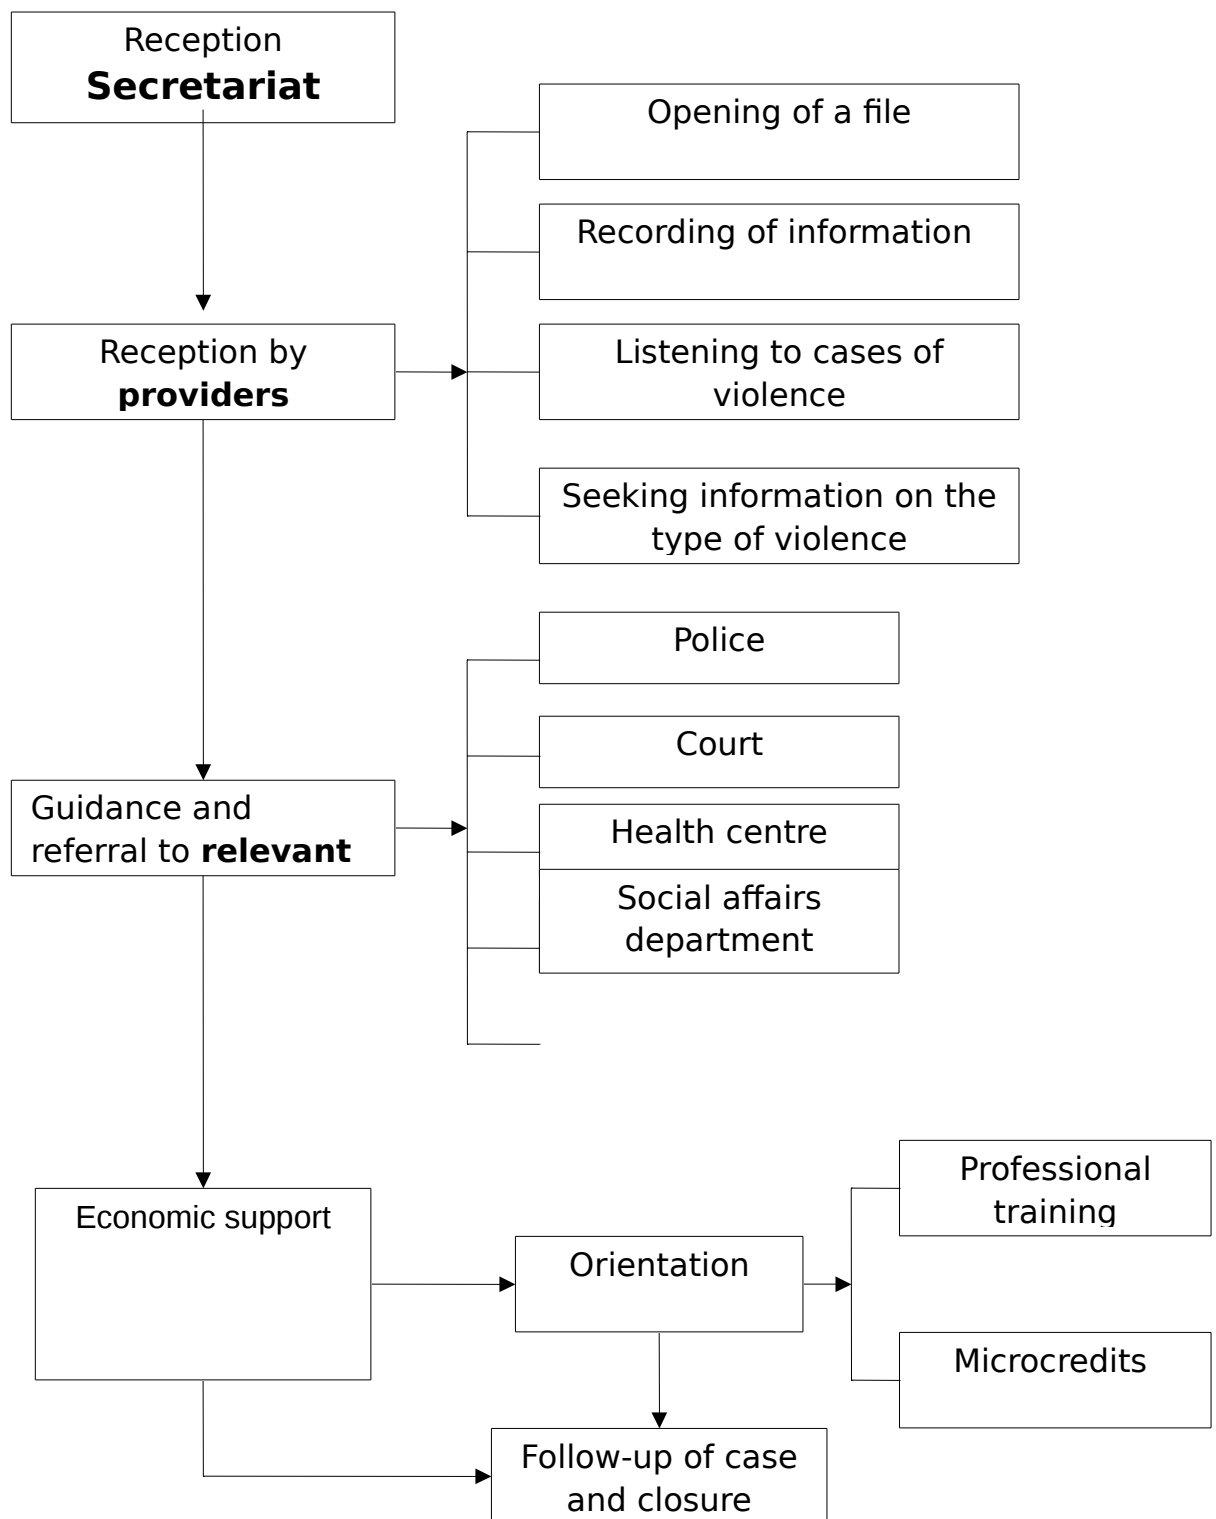 Reception
Secretariat
Opening of a file
Recording of information
Reception by
providers
Listening to cases of
violence
Seeking information on the
type of violence
Police
Court
Guidance and
referral to relevant
Health centre
Social affairs
department
Economic support
Professional
training
Orientation
Microcredits
Follow-up of case
and closure